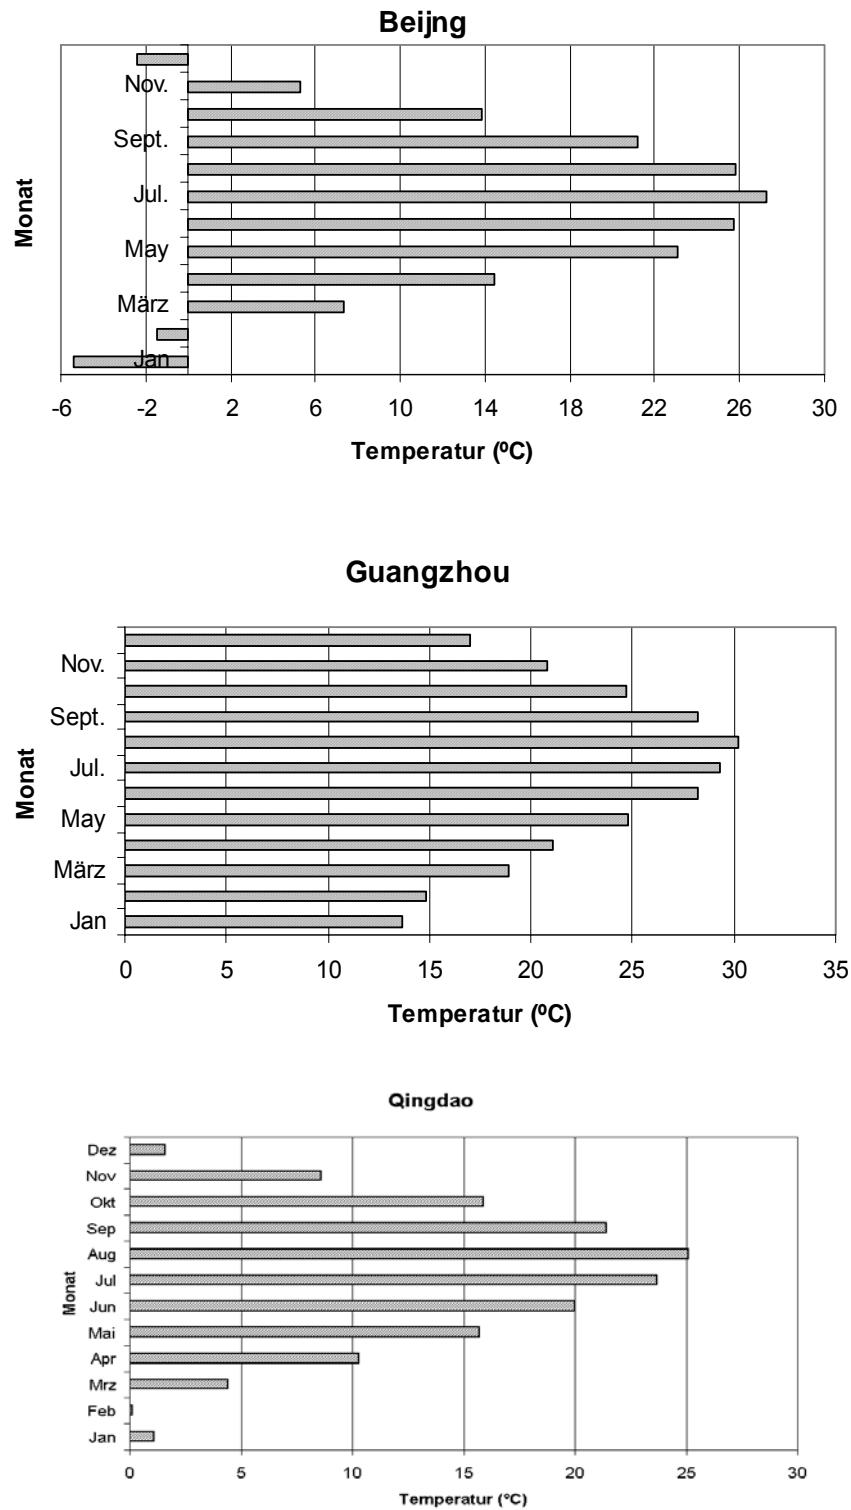 Beijng
Nov.
Sept.
Jul.
May
März
Jan
Monat
-6 -2 2 6 10 14 18 22 26 30
Temperatur (ºC)
Guangzhou
Nov.
Sept.
Jul.
May
März
Jan
Monat
0 5 10 15 20 25 30 35
Temperatur (ºC)
Qingdao
Dez
Nov
Okt
Sep
Aug
Jul
Jun
Mai
Apr
Mrz
Feb
Jan
Monat
0 5 10 15 20 25 30
Temperatur (°C)